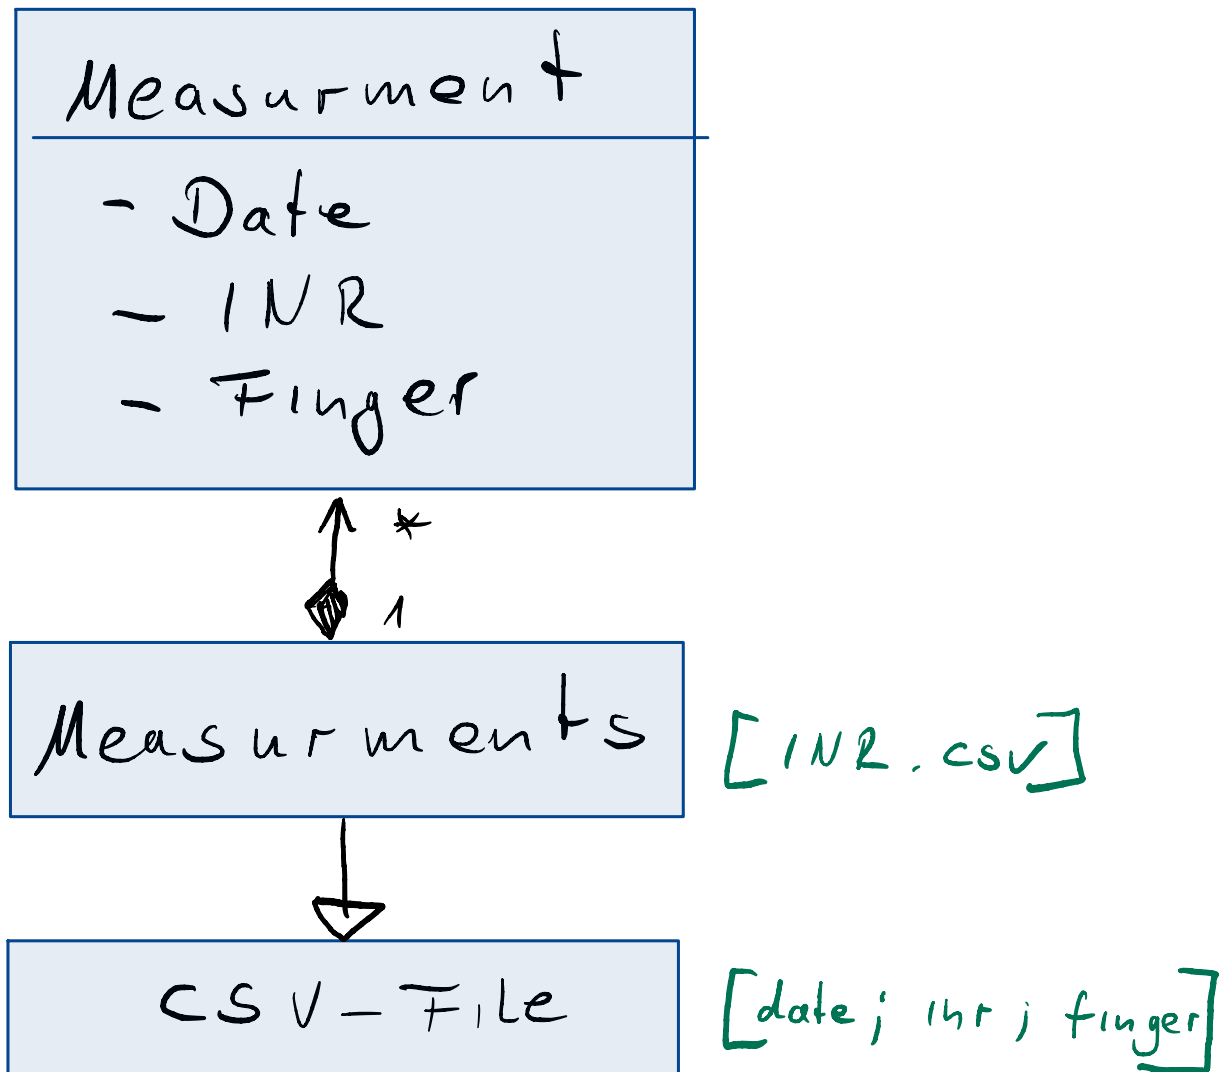 Measurment
- Date
- INR
- Finger
*
1
Measurments
[INR.csv]
CSV-File
[date; inr; finger]